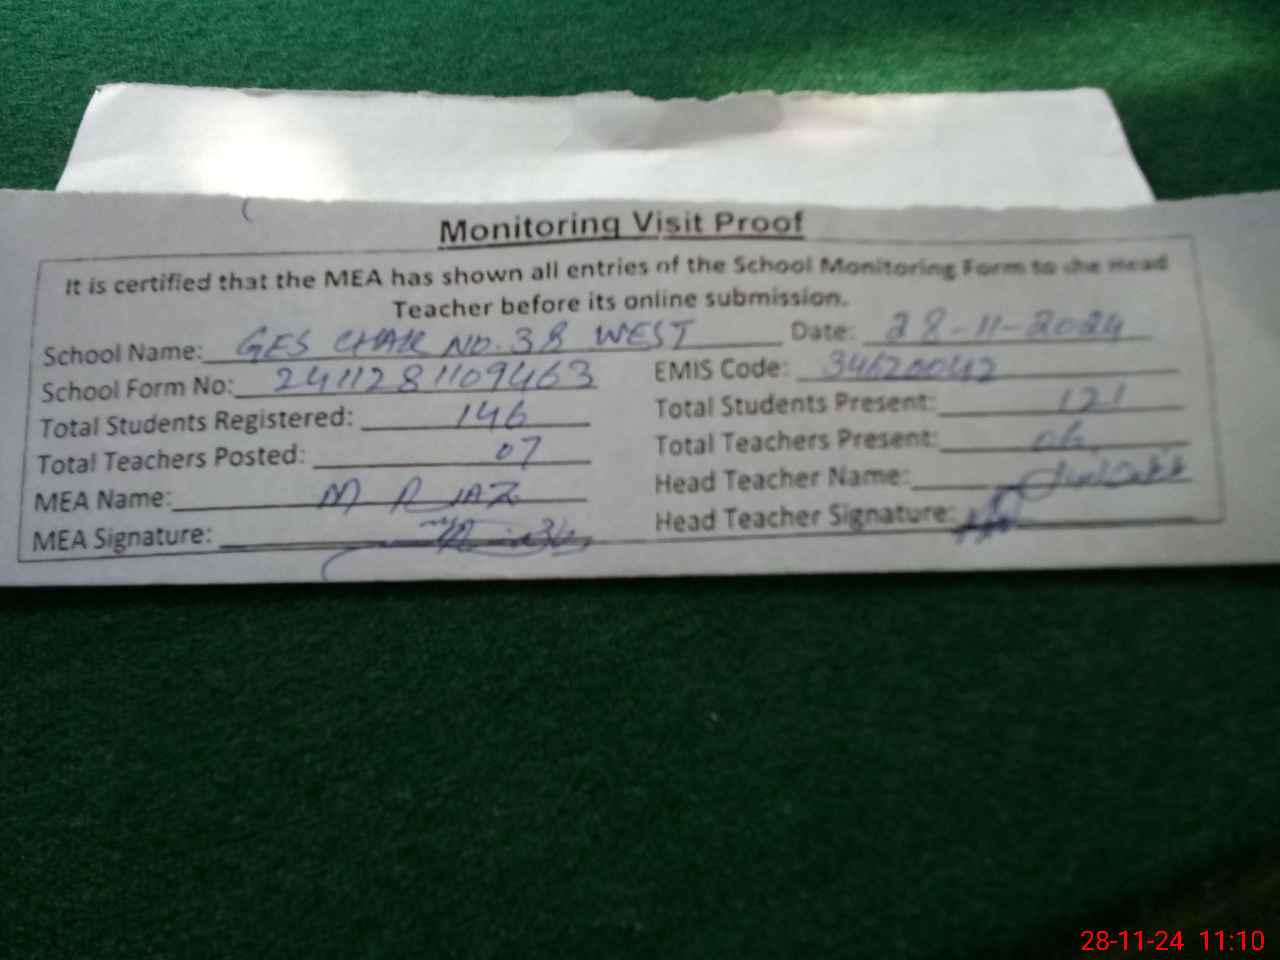 Monitoring Visit Proof
It is certified that the MEA has shown all entries of the School Monitoring Form to the Head
Teacher before its online submission.
School Name: GES CHAK NO. 38 WEST Date: 28-11-2024
School Form No: 2411281109463 EMIS Code: 34620042
Total Students Registered: 146 Total Students Present: 121
Total Teachers Posted: 07 Total Teachers Present: 06
MEA Name: M RIAZ Head Teacher Name:
MEA Signature: Head Teacher Signature:
28-11-24 11:10